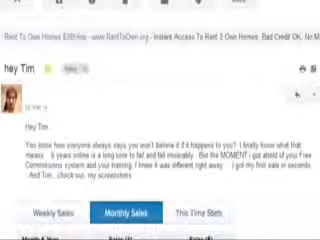 Rent To Own Homes $389/mo - www.RentToOwn.org - Instant Access To Rent 2 Own Homes. Bad Credit OK. No M
hey Tim
to me
Hey Tim,
You know how everyone always says you won't believe it if it happens to you? I finally know what that
means. 6 years online is a long time to fail and fail miserably. But the MOMENT i got ahold of your Free
Commissions system and your training, I knew it was different right away. I got my first sale in seconds.
And Tim.. check out my screenshots
Weekly Sales Monthly Sales This Time Stats
Month & Year Sales (#) Sales ($)